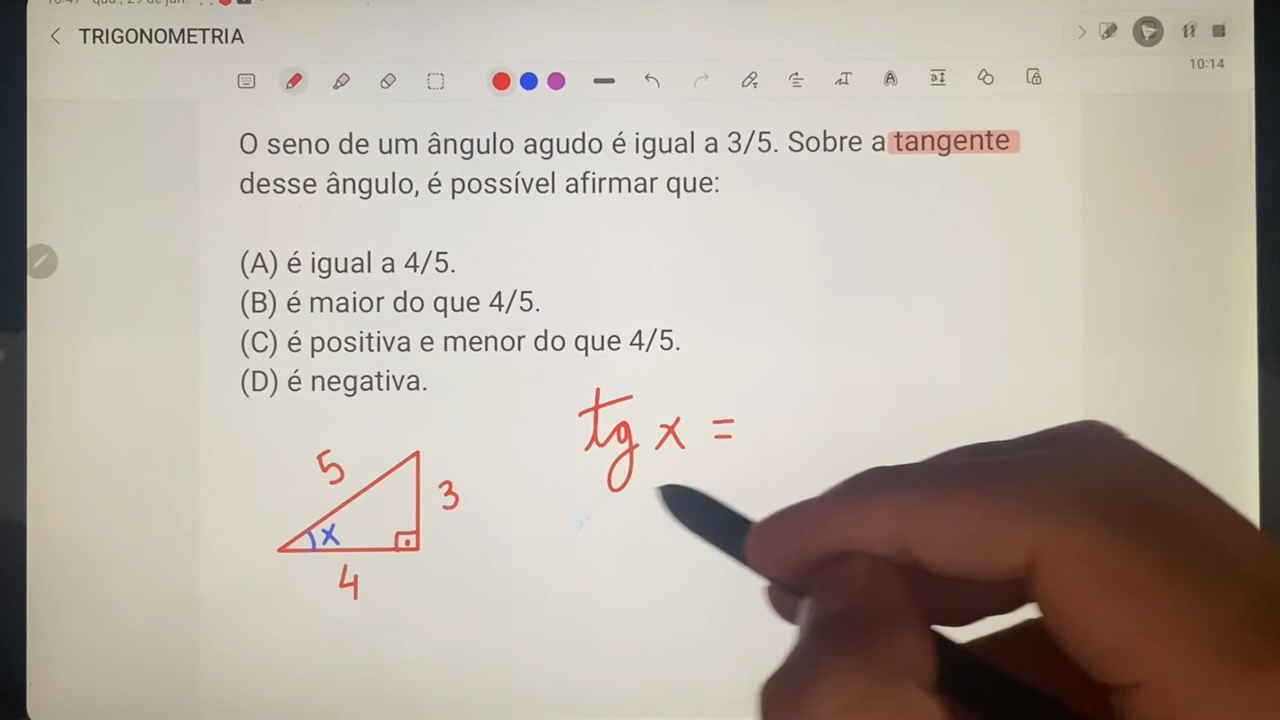 TRIGONOMETRIA
10:14
O seno de um ângulo agudo é igual a 3/5. Sobre a tangente
desse ângulo, é possível afirmar que:
(A) é igual a 4/5.
(B) é maior do que 4/5.
(C) é positiva e menor do que 4/5.
(D) é negativa.
tg x =
5
3
x
4